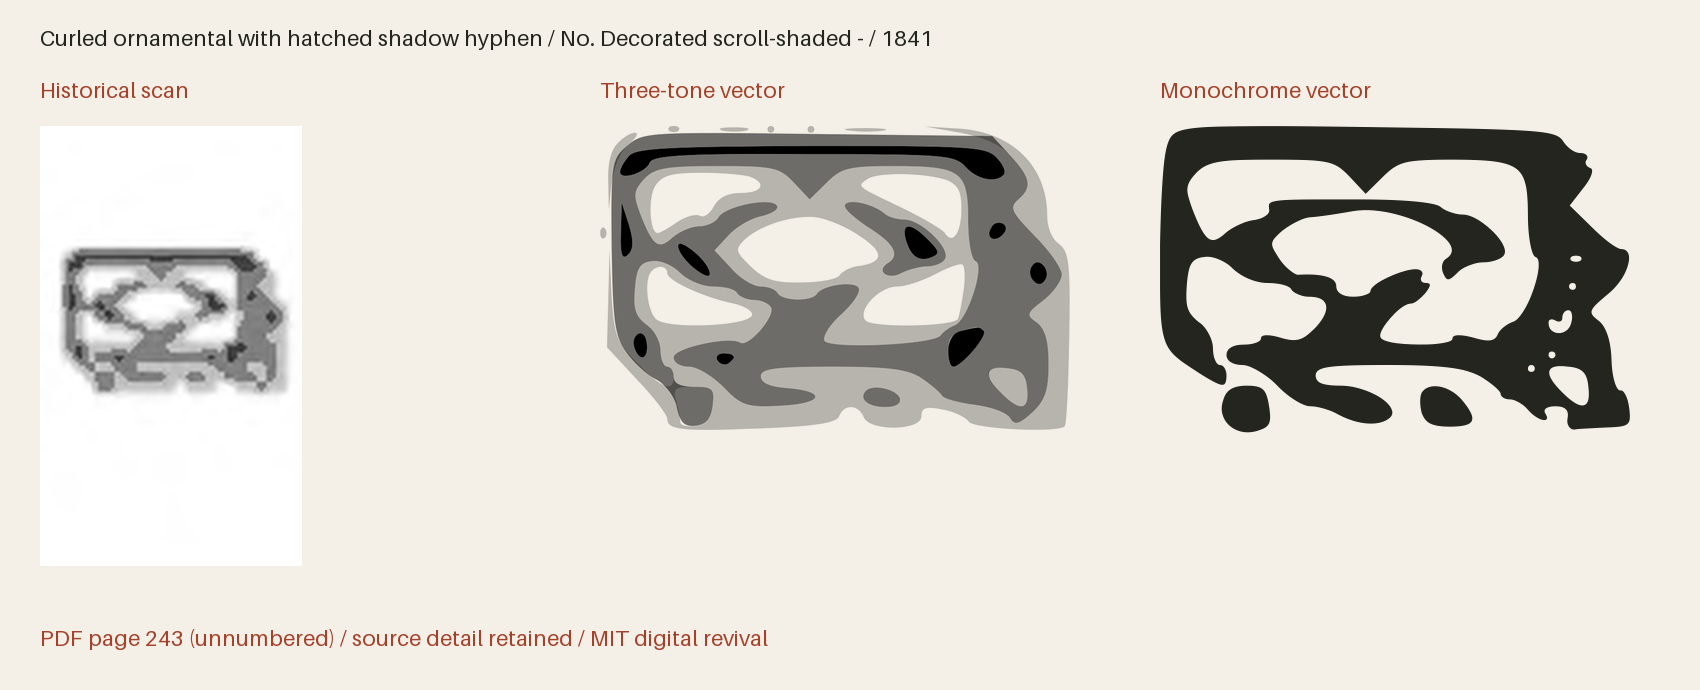 Curled ornamental with hatched shadow hyphen / No. Decorated scroll-shaded - / 1841
Historical scan
Three-tone vector
Monochrome vector
PDF page 243 (unnumbered) / source detail retained / MIT digital revival